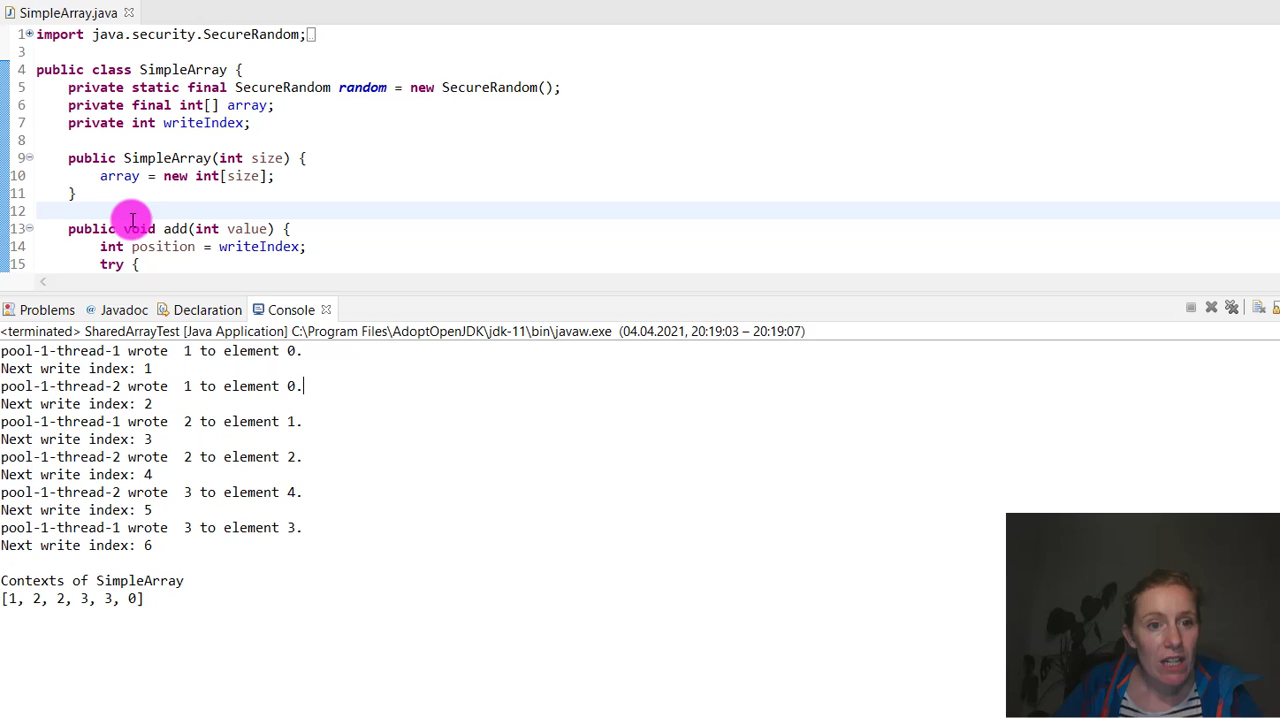 SimpleArray.java
1 import java.security.SecureRandom;
3
4 public class SimpleArray {
5 private static final SecureRandom random = new SecureRandom();
6 private final int[] array;
7 private int writeIndex;
8
9 public SimpleArray(int size) {
10 array = new int[size];
11 }
12
13 public void add(int value) {
14 int position = writeIndex;
15 try {
Problems @ Javadoc Declaration Console
<terminated> SharedArrayTest [Java Application] C:\Program Files\AdoptOpenJDK\jdk-11\bin\javaw.exe (04.04.2021, 20:19:03 – 20:19:07)
pool-1-thread-1 wrote  1 to element 0.
Next write index: 1
pool-1-thread-2 wrote  1 to element 0.
Next write index: 2
pool-1-thread-1 wrote  2 to element 1.
Next write index: 3
pool-1-thread-2 wrote  2 to element 2.
Next write index: 4
pool-1-thread-2 wrote  3 to element 4.
Next write index: 5
pool-1-thread-1 wrote  3 to element 3.
Next write index: 6
Contexts of SimpleArray
[1, 2, 2, 3, 3, 0]